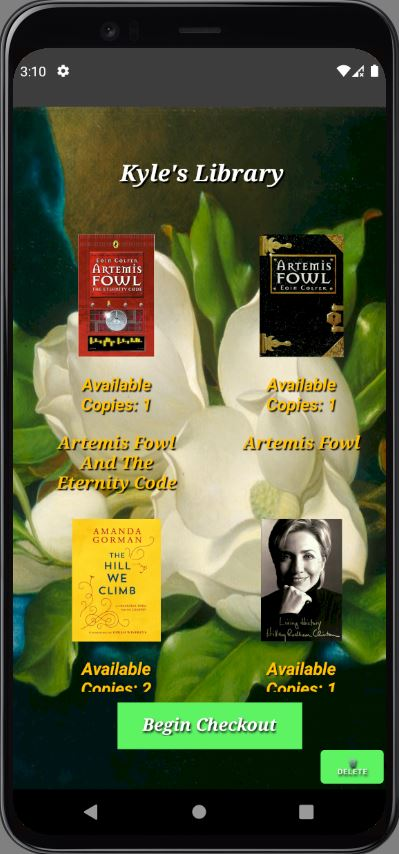 3:10
Kyle's Library
EOIN COLFER
ARTEMIS
FOWL
THE ETERNITY CODE
ARTEMIS
FOWL
EOIN COLFER
Available
Copies: 1
Available
Copies: 1
Artemis Fowl
And The
Eternity Code
Artemis Fowl
AMANDA
GORMAN
THE
HILL
WE
CLIMB
Living History
Hillary Rodham Clinton
Available
Copies: 2
Available
Copies: 1
Begin Checkout
DELETE